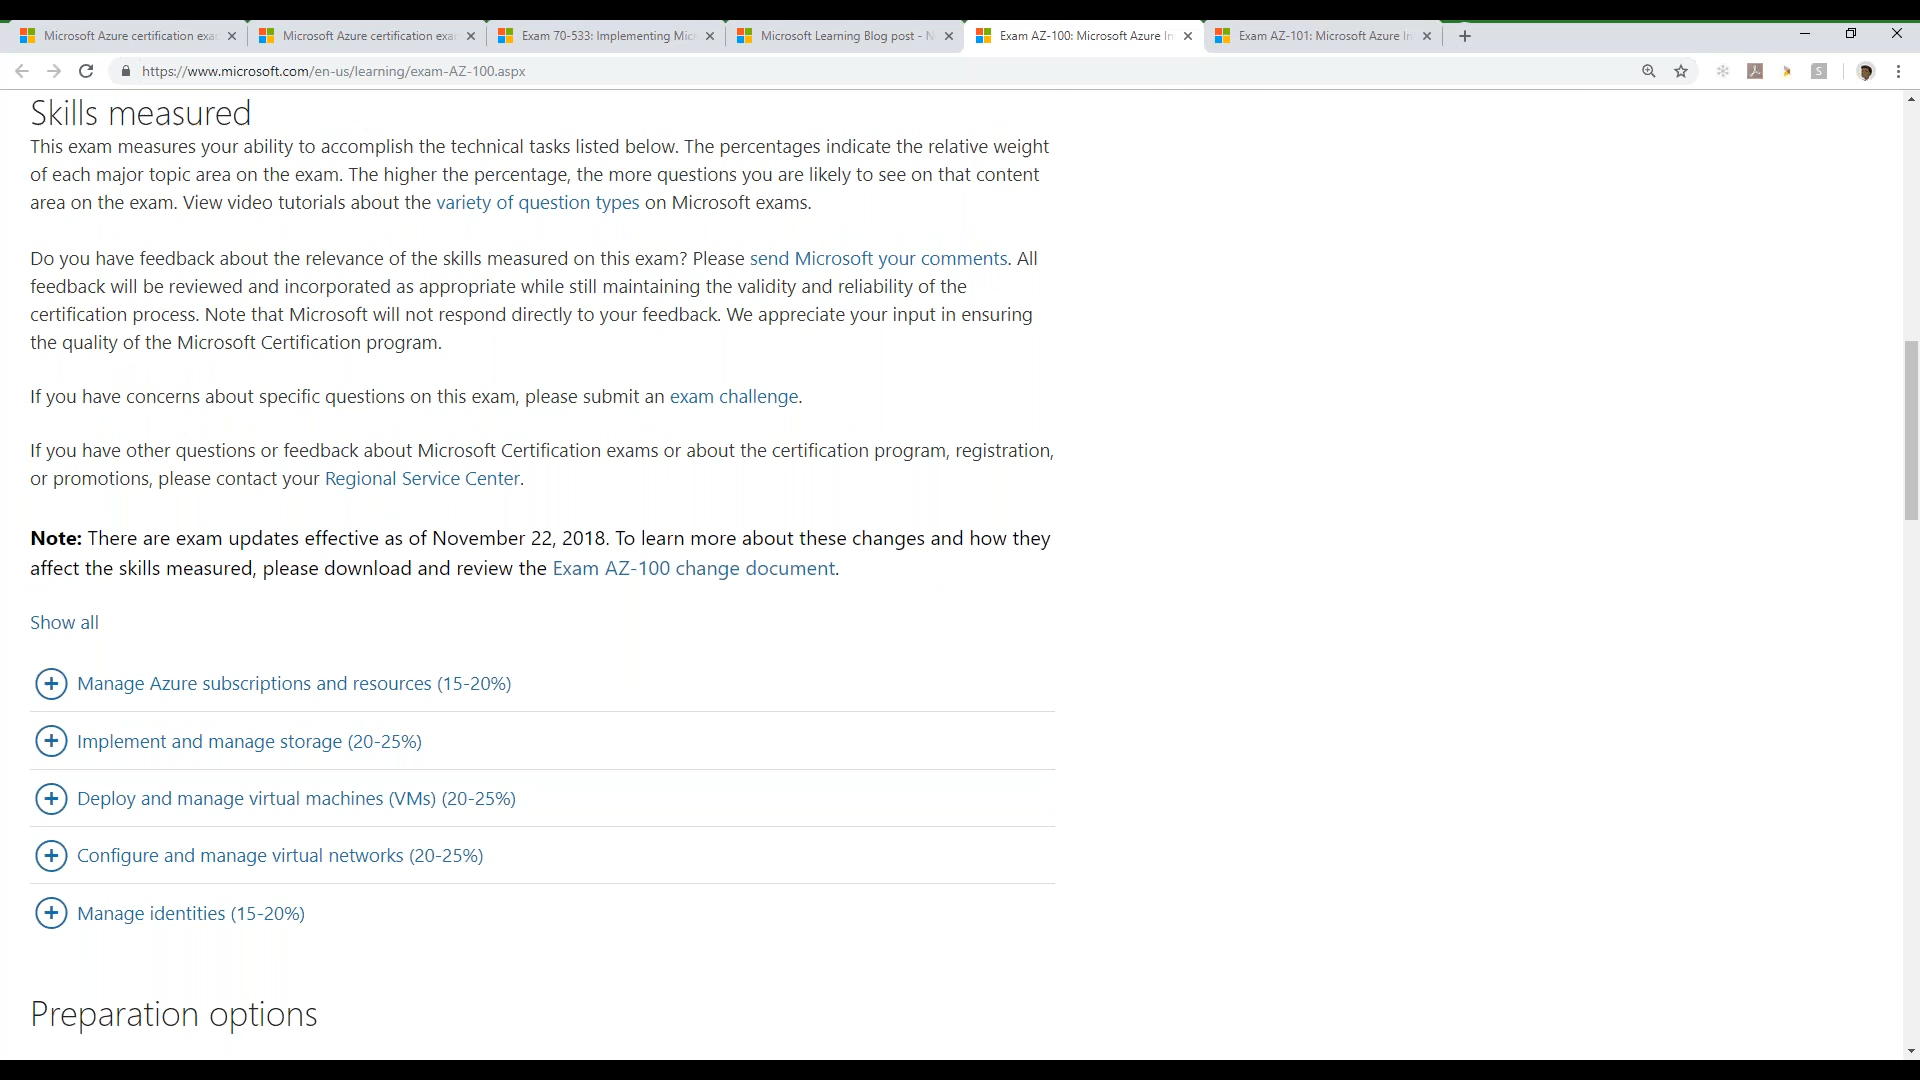 Microsoft Azure certification exa
Microsoft Azure certification exa
Exam 70-533: Implementing Mic
Microsoft Learning Blog post - N
Exam AZ-100: Microsoft Azure In
Exam AZ-101: Microsoft Azure In
https://www.microsoft.com/en-us/learning/exam-AZ-100.aspx
S
Skills measured
This exam measures your ability to accomplish the technical tasks listed below. The percentages indicate the relative weight
of each major topic area on the exam. The higher the percentage, the more questions you are likely to see on that content
area on the exam. View video tutorials about the variety of question types on Microsoft exams.
Do you have feedback about the relevance of the skills measured on this exam? Please send Microsoft your comments. All
feedback will be reviewed and incorporated as appropriate while still maintaining the validity and reliability of the
certification process. Note that Microsoft will not respond directly to your feedback. We appreciate your input in ensuring
the quality of the Microsoft Certification program.
If you have concerns about specific questions on this exam, please submit an exam challenge.
If you have other questions or feedback about Microsoft Certification exams or about the certification program, registration,
or promotions, please contact your Regional Service Center.
Note: There are exam updates effective as of November 22, 2018. To learn more about these changes and how they
affect the skills measured, please download and review the Exam AZ-100 change document.
Show all
Manage Azure subscriptions and resources (15-20%)
Implement and manage storage (20-25%)
Deploy and manage virtual machines (VMs) (20-25%)
Configure and manage virtual networks (20-25%)
Manage identities (15-20%)
Preparation options